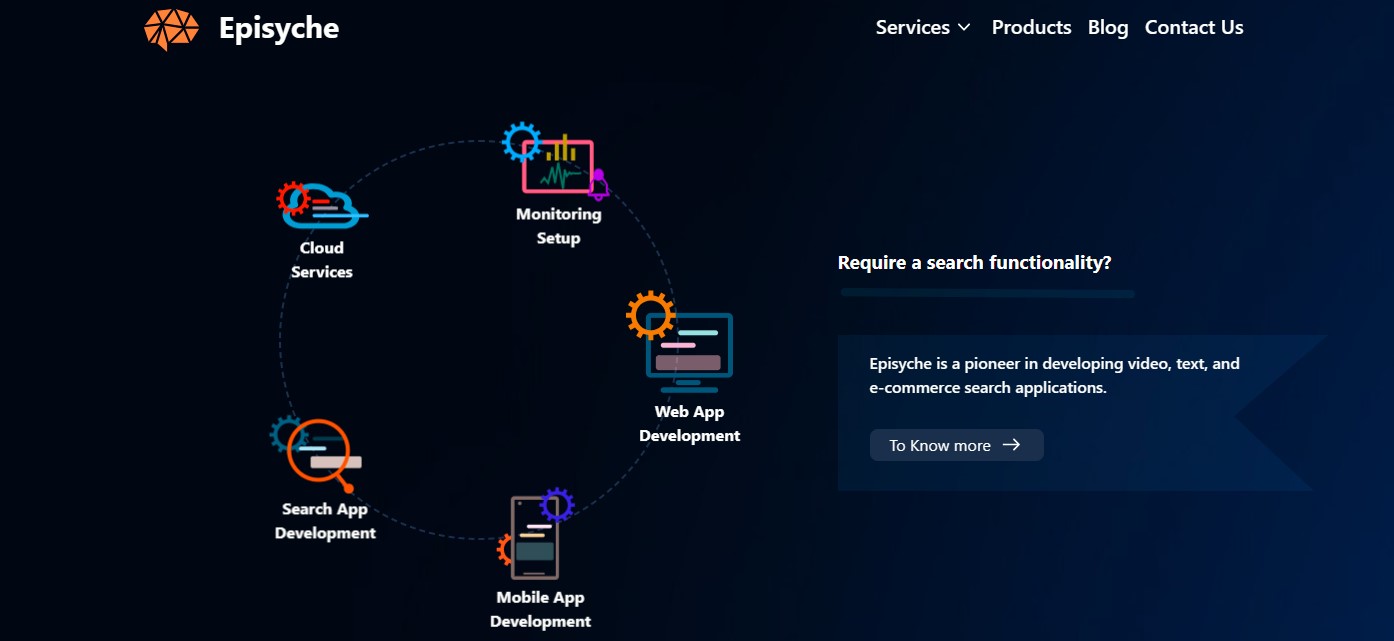 Episyche
Services
Products
Blog
Contact Us
Monitoring
Setup
Cloud
Services
Require a search functionality?
Episyche is a pioneer in developing video, text, and
e-commerce search applications.
To Know more
Web App
Development
Search App
Development
Mobile App
Development